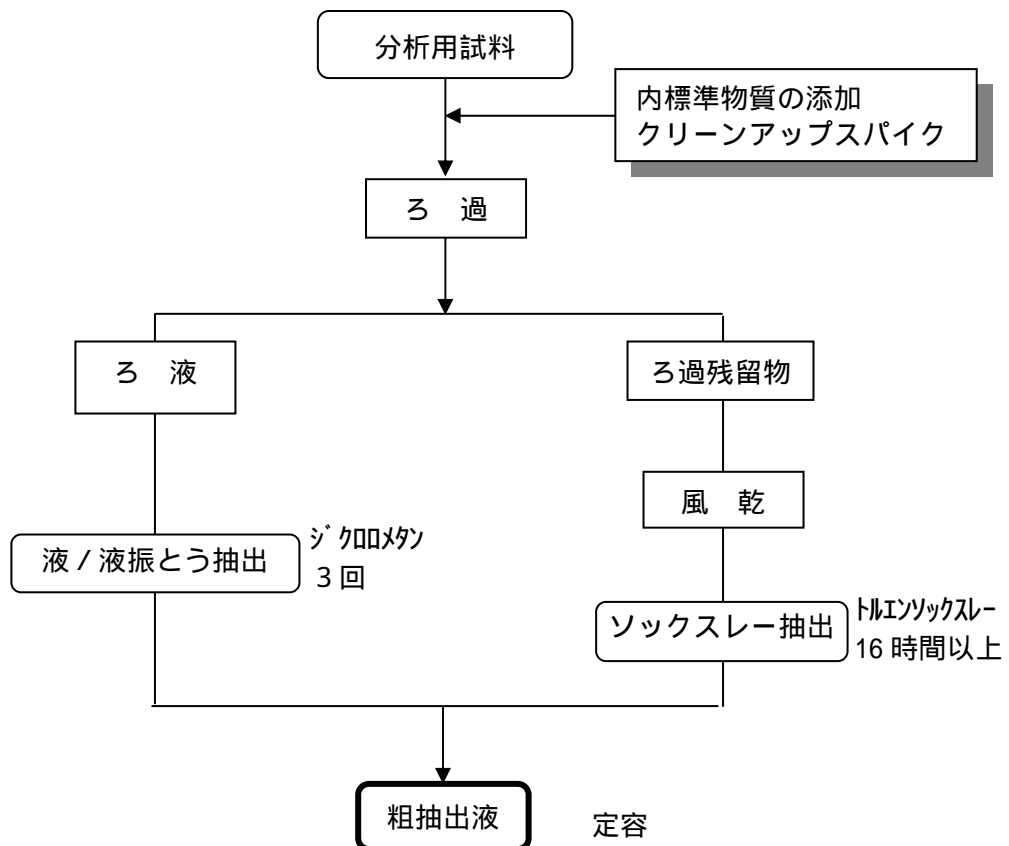 分析用試料
内標準物質の添加
クリーンアップスパイク
ろ　過
ろ　液
ろ過残留物
風　乾
液 / 液振とう抽出
ｼﾞｸﾛﾛﾒﾀﾝ
３回
ソックスレー抽出
ﾄﾙｴﾝｿｯｸｽﾚｰ
16 時間以上
粗抽出液
定容